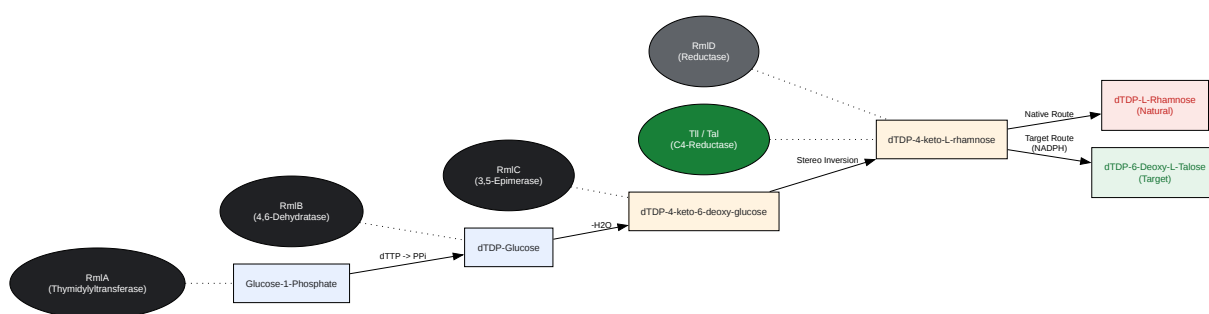 RmlD
(Reductase)
dTDP-L-Rhamnose
(Natural)
Native Route
Tll / Tal
(C4-Reductase)
dTDP-4-keto-L-rhamnose
Target Route
(NADPH)
Stereo Inversion
dTDP-6-Deoxy-L-Talose
(Target)
RmlC
(3,5-Epimerase)
RmlB
(4,6-Dehydratase)
dTDP-4-keto-6-deoxy-glucose
-H2O
dTDP-Glucose
dTTP -> PPi
RmlA
(Thymidylyltransferase)
Glucose-1-Phosphate